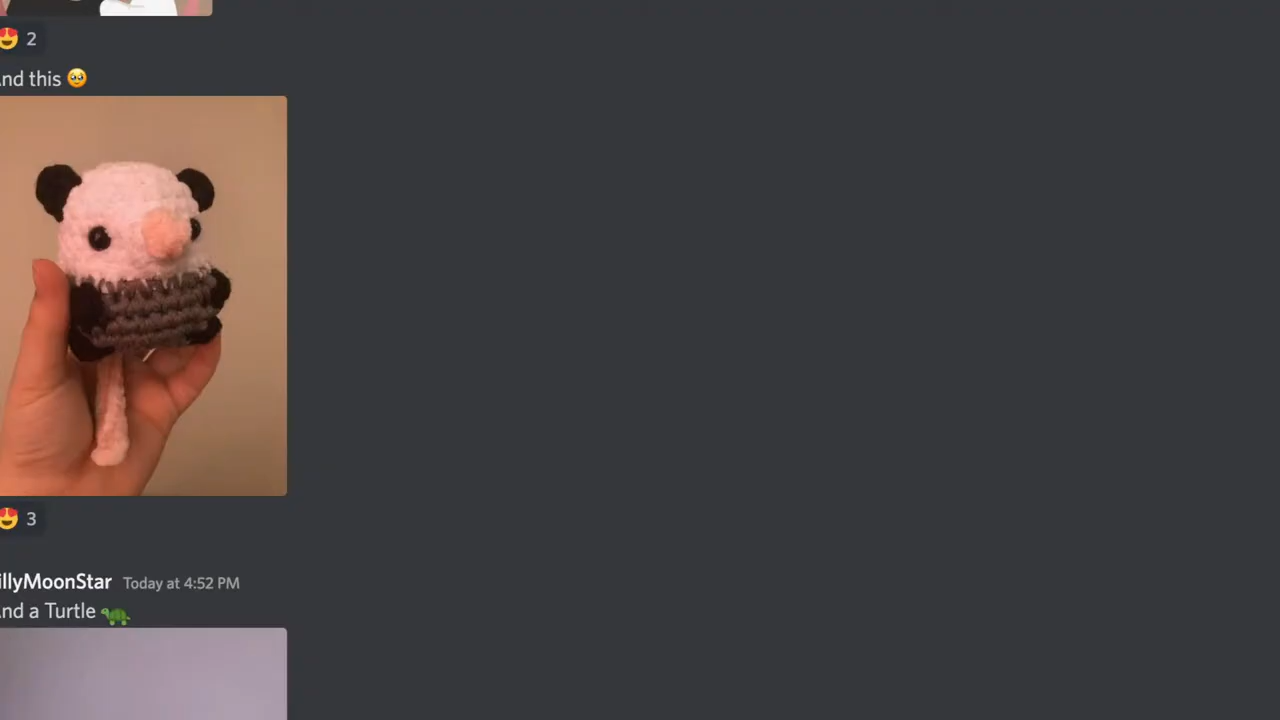 2
nd this 🥹
3
illyMoonStar Today at 4:52 PM
nd a Turtle 🐢